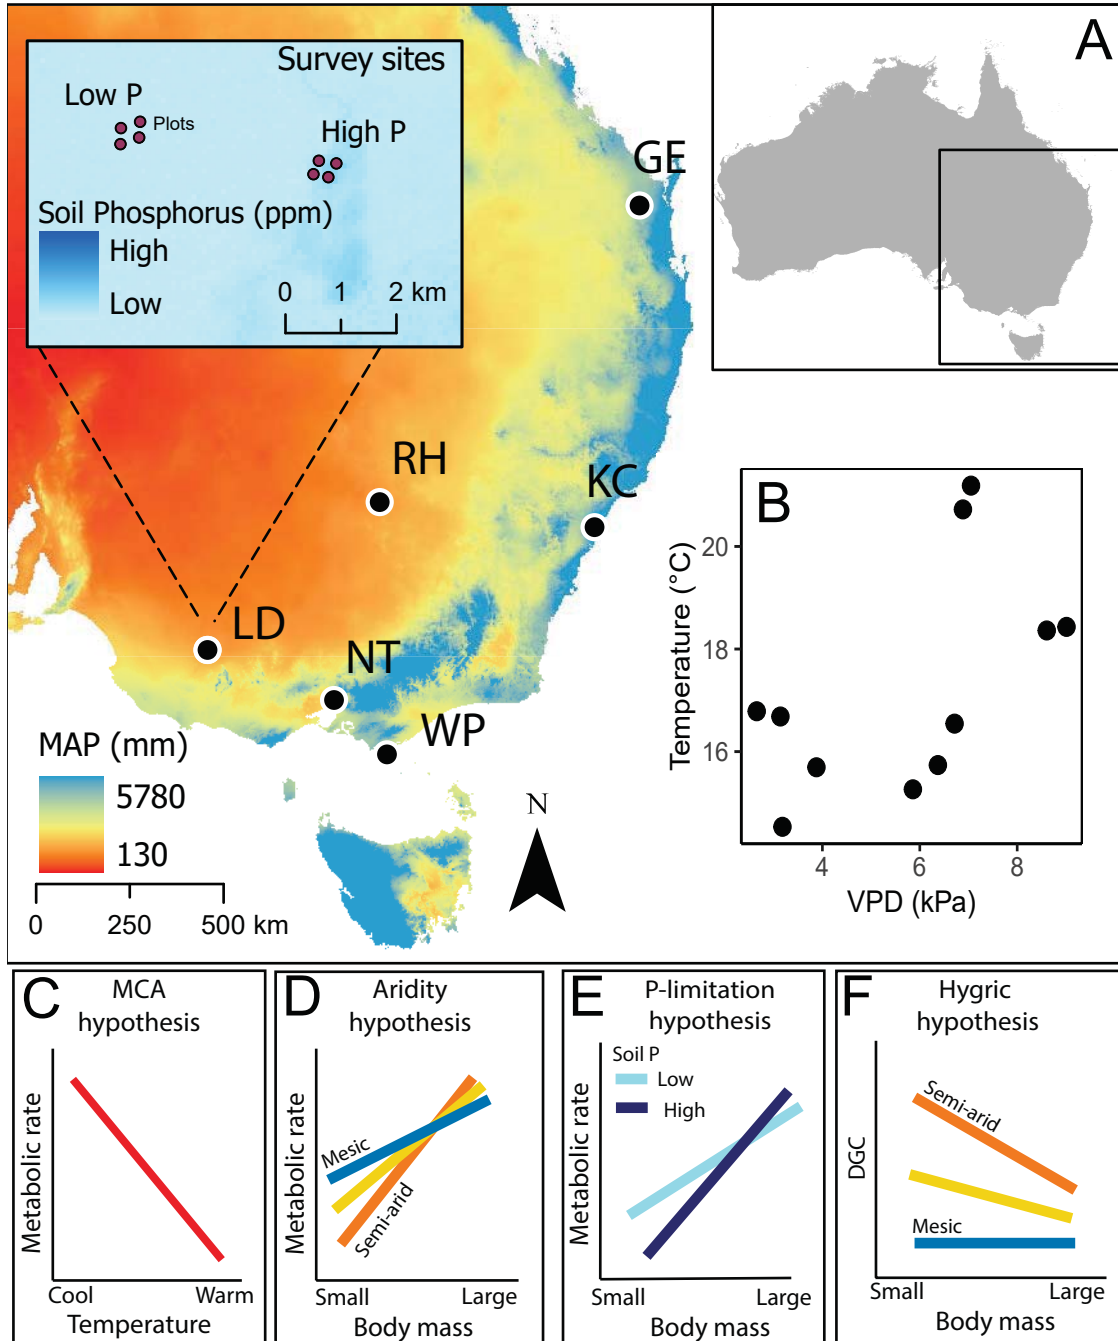 Survey sites
Low P
Plots
High P
Soil Phosphorus (ppm)
High
Low
0 1 2 km
A
GE
RH
KC
LD
NT
WP
MAP (mm)
5780
130
0 250 500 km
N
B
Temperature (°C)
20
18
16
4 6 8
VPD (kPa)
C
MCA
hypothesis
Metabolic rate
Cool Warm
Temperature
D
Aridity
hypothesis
Metabolic rate
Mesic
Semi-arid
Small Large
Body mass
E
P-limitation
hypothesis
Soil P
Low
High
Metabolic rate
Small Large
Body mass
F
Hygric
hypothesis
DGC
Semi-arid
Mesic
Small Large
Body mass